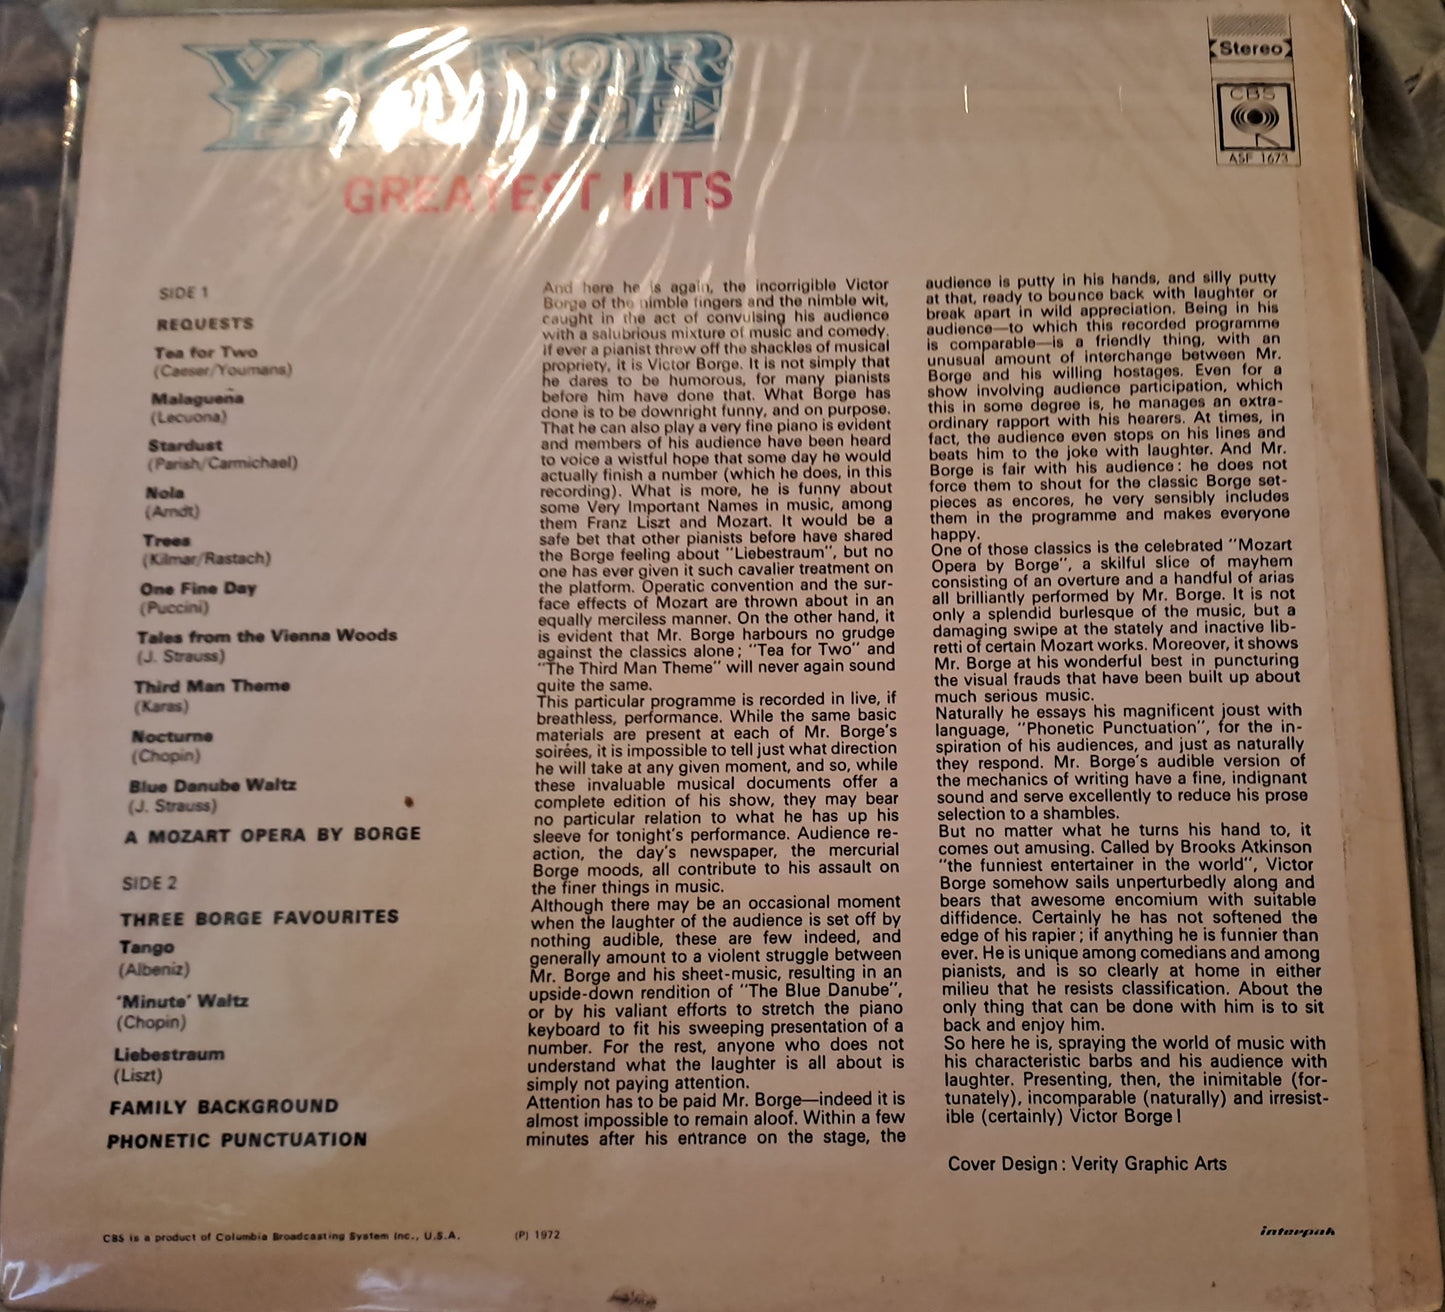 VICTOR
BORGE
GREATEST HITS
Stereo
CBS
ASF 1673
SIDE 1
REQUESTS
Tea for Two
(Caeser/Youmans)
Malagueña
(Lecuona)
Stardust
(Parish/Carmichael)
Nola
(Arndt)
Trees
(Kilmar/Rastach)
One Fine Day
(Puccini)
Tales from the Vienna Woods
(J. Strauss)
Third Man Theme
(Karas)
Nocturne
(Chopin)
Blue Danube Waltz
(J. Strauss)
A MOZART OPERA BY BORGE
SIDE 2
THREE BORGE FAVOURITES
Tango
(Albeniz)
'Minute' Waltz
(Chopin)
Liebestraum
(Liszt)
FAMILY BACKGROUND
PHONETIC PUNCTUATION
And here he is again, the incorrigible Victor
Borge of the nimble fingers and the nimble wit,
caught in the act of convulsing his audience
with a salubrious mixture of music and comedy.
If ever a pianist threw off the shackles of musical
propriety, it is Victor Borge. It is not simply that
he dares to be humorous, for many pianists
before him have done that. What Borge has
done is to be downright funny, and on purpose.
That he can also play a very fine piano is evident
and members of his audience have been heard
to voice a wistful hope that some day he would
actually finish a number (which he does, in this
recording). What is more, he is funny about
some Very Important Names in music, among
them Franz Liszt and Mozart. It would be a
safe bet that other pianists before have shared
the Borge feeling about "Liebestraum", but no
one has ever given it such cavalier treatment on
the platform. Operatic convention and the sur-
face effects of Mozart are thrown about in an
equally merciless manner. On the other hand, it
is evident that Mr. Borge harbours no grudge
against the classics alone; "Tea for Two" and
"The Third Man Theme" will never again sound
quite the same.
This particular programme is recorded in live, if
breathless, performance. While the same basic
materials are present at each of Mr. Borge's
soirées, it is impossible to tell just what direction
he will take at any given moment, and so, while
these invaluable musical documents offer a
complete edition of his show, they may bear
no particular relation to what he has up his
sleeve for tonight's performance. Audience re-
action, the day's newspaper, the mercurial
Borge moods, all contribute to his assault on
the finer things in music.
Although there may be an occasional moment
when the laughter of the audience is set off by
nothing audible, these are few indeed, and
generally amount to a violent struggle between
Mr. Borge and his sheet-music, resulting in an
upside-down rendition of "The Blue Danube",
or by his valiant efforts to stretch the piano
keyboard to fit his sweeping presentation of a
number. For the rest, anyone who does not
understand what the laughter is all about is
simply not paying attention.
Attention has to be paid Mr. Borge—indeed it is
almost impossible to remain aloof. Within a few
minutes after his entrance on the stage, the
audience is putty in his hands, and silly putty
at that, ready to bounce back with laughter or
break apart in wild appreciation. Being in his
audience—to which this recorded programme
is comparable—is a friendly thing, with an
unusual amount of interchange between Mr.
Borge and his willing hostages. Even for a
show involving audience participation, which
this in some degree is, he manages an extra-
ordinary rapport with his hearers. At times, in
fact, the audience even stops on his lines and
beats him to the joke with laughter. And Mr.
Borge is fair with his audience: he does not
force them to shout for the classic Borge set-
pieces as encores, he very sensibly includes
them in the programme and makes everyone
happy.
One of those classics is the celebrated "Mozart
Opera by Borge", a skilful slice of mayhem
consisting of an overture and a handful of arias
all brilliantly performed by Mr. Borge. It is not
only a splendid burlesque of the music, but a
damaging swipe at the stately and inactive lib-
retti of certain Mozart works. Moreover, it shows
Mr. Borge at his wonderful best in puncturing
the visual frauds that have been built up about
much serious music.
Naturally he essays his magnificent joust with
language, "Phonetic Punctuation", for the in-
spiration of his audiences, and just as naturally
they respond. Mr. Borge's audible version of
the mechanics of writing have a fine, indignant
sound and serve excellently to reduce his prose
selection to a shambles.
But no matter what he turns his hand to, it
comes out amusing. Called by Brooks Atkinson
"the funniest entertainer in the world", Victor
Borge somehow sails unperturbedly along and
bears that awesome encomium with suitable
diffidence. Certainly he has not softened the
edge of his rapier; if anything he is funnier than
ever. He is unique among comedians and among
pianists, and is so clearly at home in either
milieu that he resists classification. About the
only thing that can be done with him is to sit
back and enjoy him.
So here he is, spraying the world of music with
his characteristic barbs and his audience with
laughter. Presenting, then, the inimitable (for-
tunately), incomparable (naturally) and irresist-
ible (certainly) Victor Borge!
Cover Design: Verity Graphic Arts
CBS is a product of Columbia Broadcasting System Inc., U.S.A.
(P) 1972
interpak